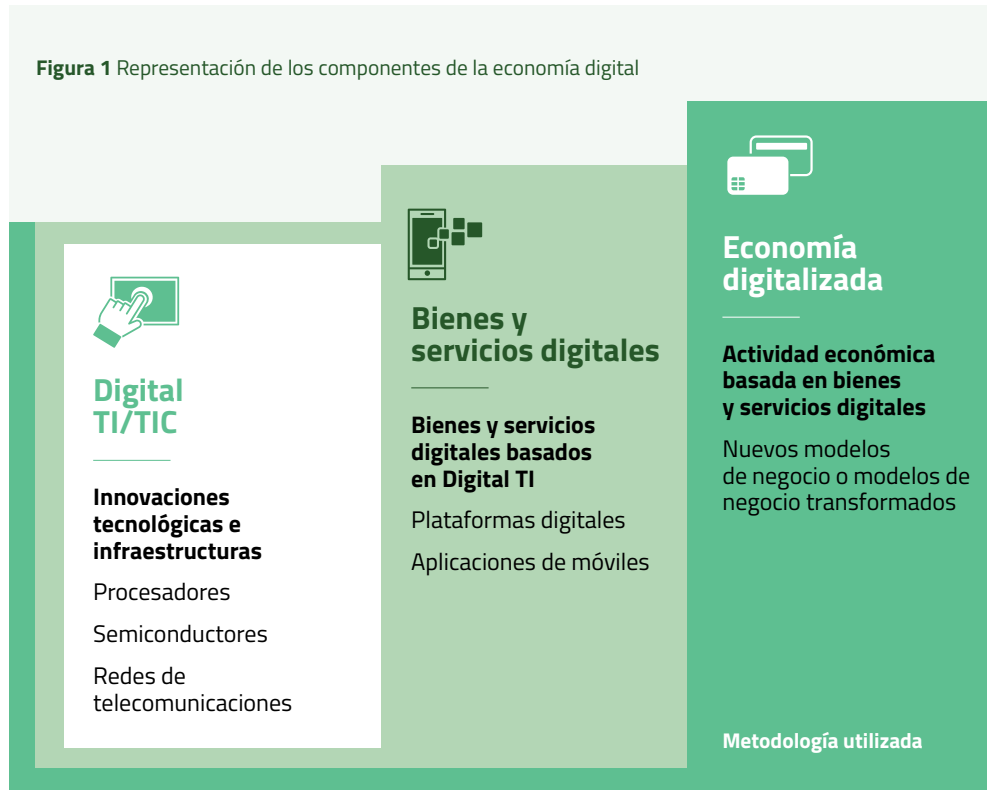 Figura 1 Representación de los componentes de la economía digital
Digital
TI/TIC
Innovaciones
tecnológicas e
infraestructuras
Procesadores
Semiconductores
Redes de
telecomunicaciones
Bienes y
servicios digitales
Bienes y servicios
digitales basados
en Digital TI
Plataformas digitales
Aplicaciones de móviles
Economía
digitalizada
Actividad económica
basada en bienes
y servicios digitales
Nuevos modelos
de negocio o modelos de
negocio transformados
Metodología utilizada